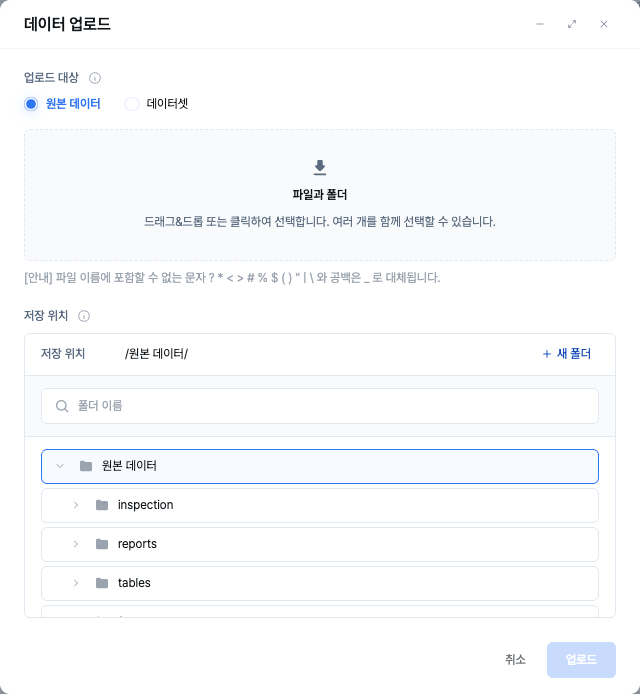 데이터 업로드
업로드 대상
원본 데이터
데이터셋
파일과 폴더
드래그&드롭 또는 클릭하여 선택합니다. 여러 개를 함께 선택할 수 있습니다.
[안내] 파일 이름에 포함할 수 없는 문자 ? * < > # % $ ( ) " | \ 와 공백은 _ 로 대체됩니다.
저장 위치
저장 위치 /원본 데이터/ + 새 폴더
폴더 이름
원본 데이터
inspection
reports
tables
취소 업로드